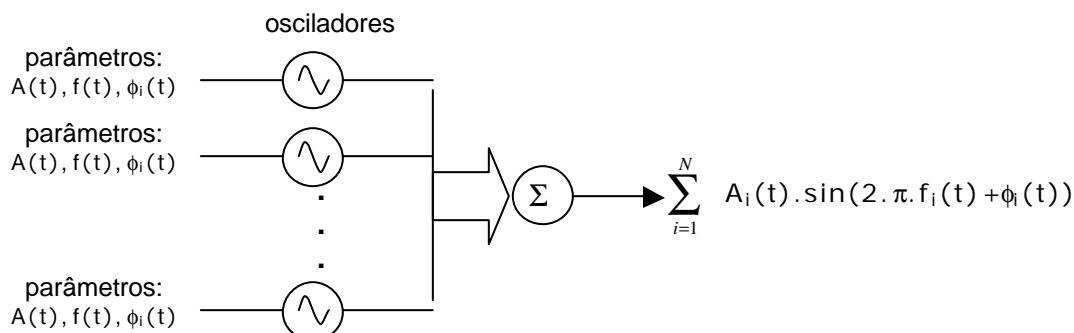 osciladores
parâmetros:
A(t), f(t), ϕi(t)
parâmetros:
A(t), f(t), ϕi(t)
.
.
.
parâmetros:
A(t), f(t), ϕi(t)
Σ
N
∑ Ai(t).sin(2.π.fi(t)+ϕi(t))
i=1